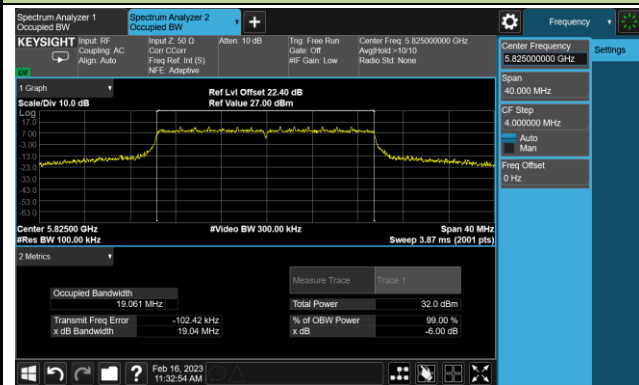 Spectrum Analyzer 1
Occupied BW
Spectrum Analyzer 2
Occupied BW
Frequency
KEYSIGHT
Input: RF
Coupling: AC
Align: Auto
Input Z: 50 Ω
Corr CCorr
Freq Ref: Int (S)
NFE: Adaptive
Atten: 10 dB
Trig: Free Run
Gate: Off
#IF Gain: Low
Center Freq: 5.825000000 GHz
Avg|Hold:>10/10
Radio Std: None
Center Frequency
5.825000000 GHz
Settings
Span
40.000 MHz
CF Step
4.000000 MHz
Auto
Man
Freq Offset
0 Hz
1 Graph
Scale/Div 10.0 dB
Ref Lvl Offset 22.40 dB
Ref Value 27.00 dBm
Log
17.0
7.00
-3.00
-13.0
-23.0
-33.0
-43.0
-53.0
-63.0
Center 5.82500 GHz
#Res BW 100.00 kHz
#Video BW 300.00 kHz
Span 40 MHz
Sweep 3.87 ms (2001 pts)
2 Metrics
Measure Trace Trace 1
Occupied Bandwidth
19.061 MHz
Total Power 32.0 dBm
Transmit Freq Error -102.42 kHz
% of OBW Power 99.00 %
x dB Bandwidth 19.04 MHz
x dB -6.00 dB
Feb 16, 2023
11:32:54 AM